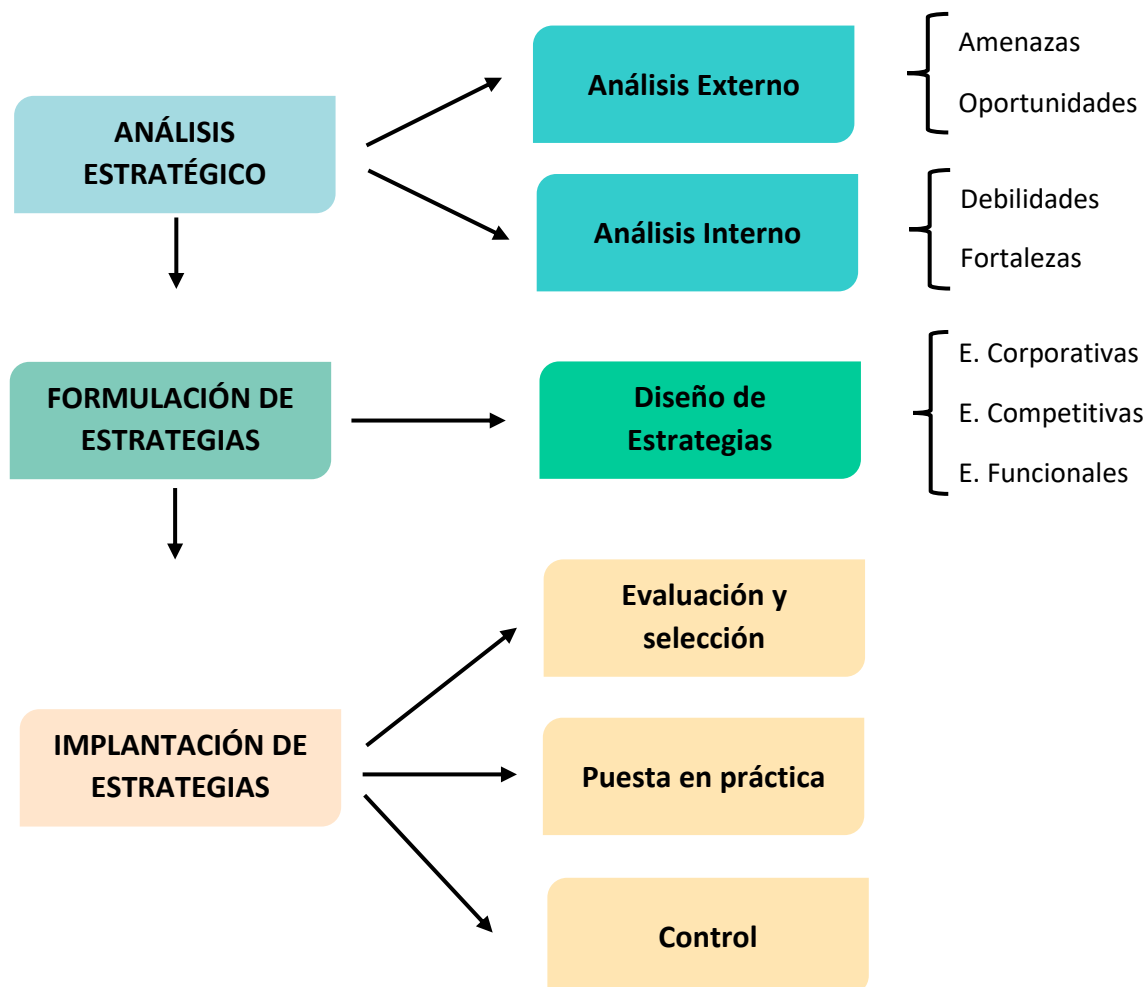 ANÁLISIS
ESTRATÉGICO
Análisis Externo
Amenazas
Oportunidades
Análisis Interno
Debilidades
Fortalezas
FORMULACIÓN DE
ESTRATEGIAS
Diseño de
Estrategias
E. Corporativas
E. Competitivas
E. Funcionales
IMPLANTACIÓN DE
ESTRATEGIAS
Evaluación y
selección
Puesta en práctica
Control